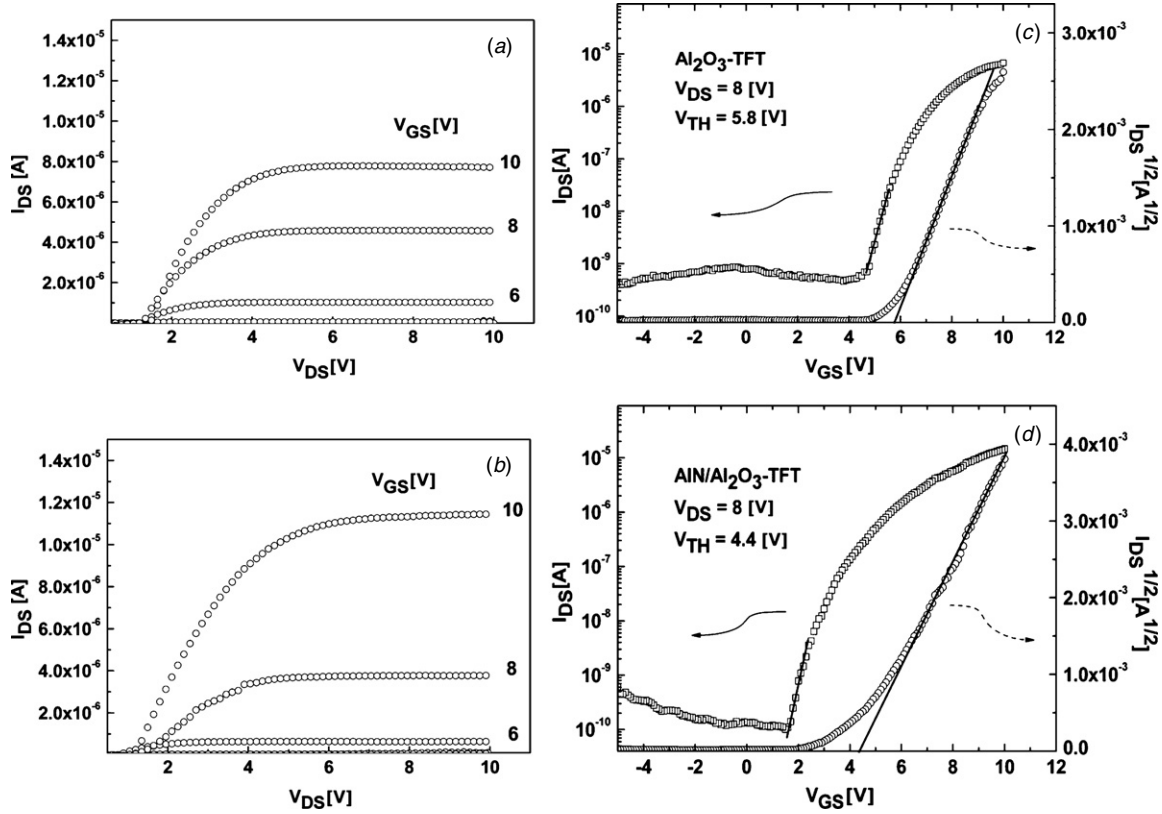 (a)
1.4x10⁻⁵
1.2x10⁻⁵
1.0x10⁻⁵
8.0x10⁻⁶
6.0x10⁻⁶
4.0x10⁻⁶
2.0x10⁻⁶
I_DS [A]
V_GS[V]
10
8
6
2 4 6 8 10
V_DS[V]
(c)
Al₂O₃-TFT
V_DS = 8 [V]
V_TH = 5.8 [V]
10⁻⁵
10⁻⁶
10⁻⁷
10⁻⁸
10⁻⁹
10⁻¹⁰
I_DS[A]
3.0x10⁻³
2.0x10⁻³
1.0x10⁻³
0.0
I_DS^1/2[A^1/2]
-4 -2 0 2 4 6 8 10 12
V_GS[V]
(b)
1.4x10⁻⁵
1.2x10⁻⁵
1.0x10⁻⁵
8.0x10⁻⁶
6.0x10⁻⁶
4.0x10⁻⁶
2.0x10⁻⁶
I_DS [A]
V_GS[V]
10
8
6
2 4 6 8 10
V_DS[V]
(d)
AlN/Al₂O₃-TFT
V_DS = 8 [V]
V_TH = 4.4 [V]
10⁻⁵
10⁻⁶
10⁻⁷
10⁻⁸
10⁻⁹
10⁻¹⁰
I_DS[A]
4.0x10⁻³
3.0x10⁻³
2.0x10⁻³
1.0x10⁻³
0.0
I_DS^1/2[A^1/2]
-4 -2 0 2 4 6 8 10 12
V_GS[V]